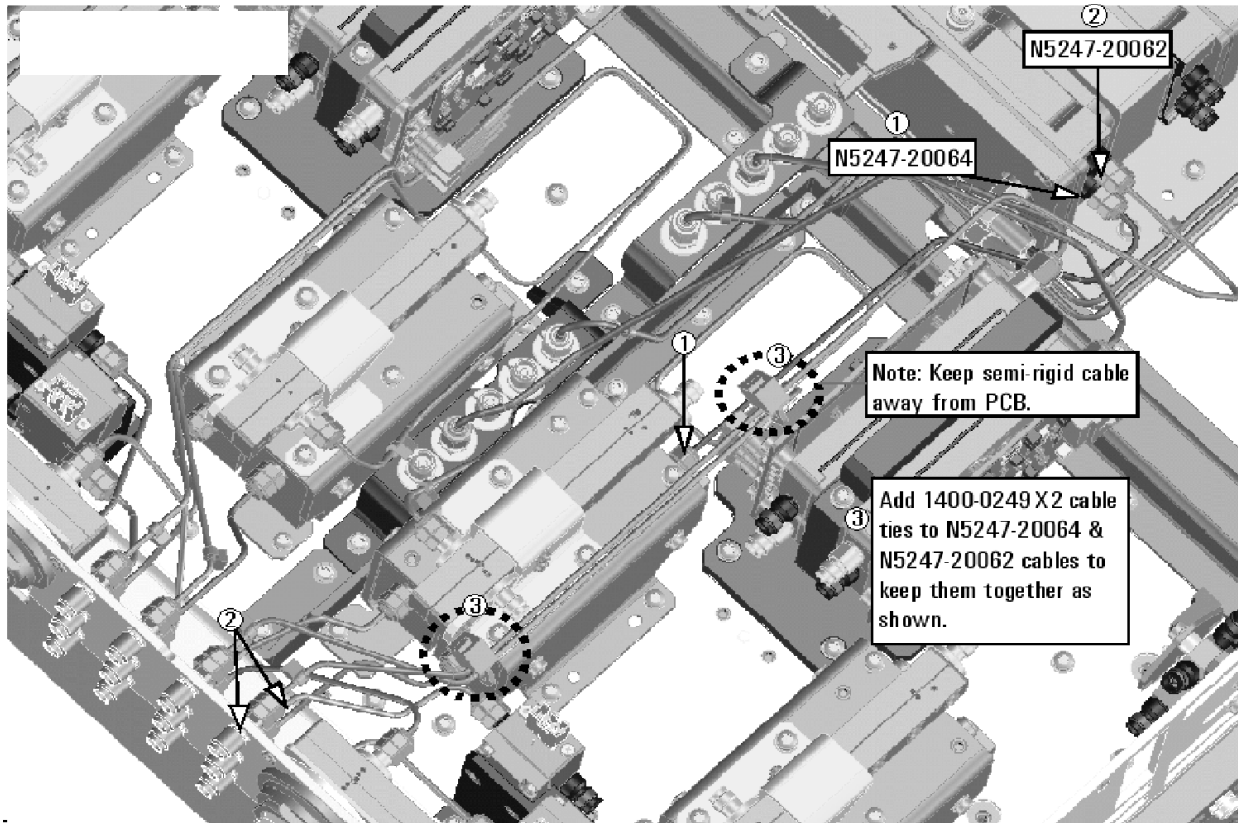 ②
N5247-20062
①
N5247-20064
①
③
Note: Keep semi-rigid cable
away from PCB.
③
Add 1400-0249 X2 cable
ties to N5247-20064 &
N5247-20062 cables to
keep them together as
shown.
③
②